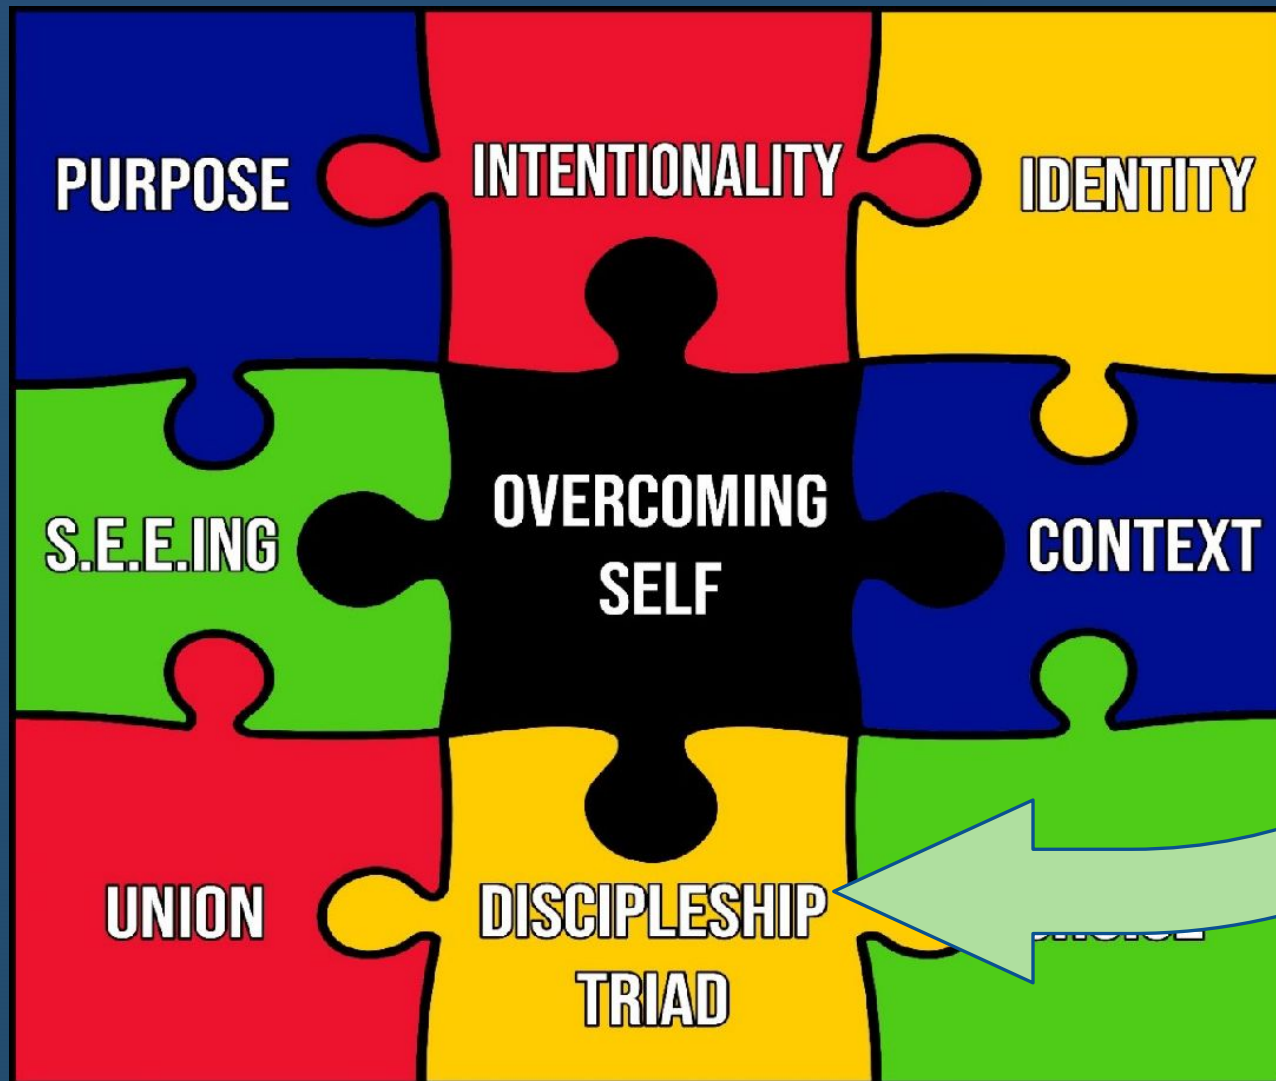 PURPOSE
INTENTIONALITY
IDENTITY
S.E.E.ING
OVERCOMING
SELF
CONTEXT
UNION
DISCIPLESHIP
TRIAD